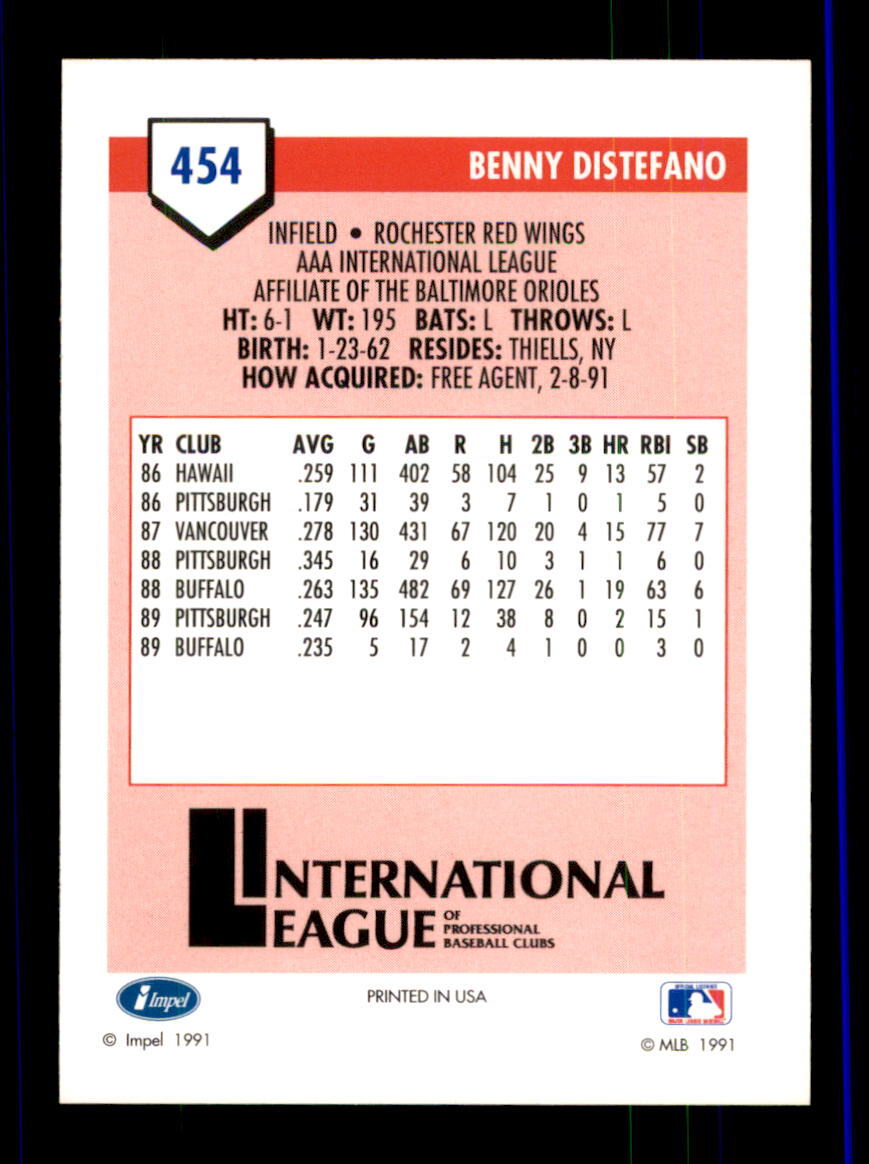 454
BENNY DISTEFANO
INFIELD • ROCHESTER RED WINGS
AAA INTERNATIONAL LEAGUE
AFFILIATE OF THE BALTIMORE ORIOLES
HT: 6-1 WT: 195 BATS: L THROWS: L
BIRTH: 1-23-62 RESIDES: THIELLS, NY
HOW ACQUIRED: FREE AGENT, 2-8-91
YR CLUB AVG G AB R H 2B 3B HR RBI SB
86 HAWAII .259 111 402 58 104 25 9 13 57 2
86 PITTSBURGH .179 31 39 3 7 1 0 1 5 0
87 VANCOUVER .278 130 431 67 120 20 4 15 77 7
88 PITTSBURGH .345 16 29 6 10 3 1 1 6 0
88 BUFFALO .263 135 482 69 127 26 1 19 63 6
89 PITTSBURGH .247 96 154 12 38 8 0 2 15 1
89 BUFFALO .235 5 17 2 4 1 0 0 3 0
INTERNATIONAL
LEAGUE
OF
PROFESSIONAL
BASEBALL CLUBS
Impel
PRINTED IN USA
OFFICIAL LICENSEE
MAJOR LEAGUE BASEBALL
© Impel 1991
© MLB 1991